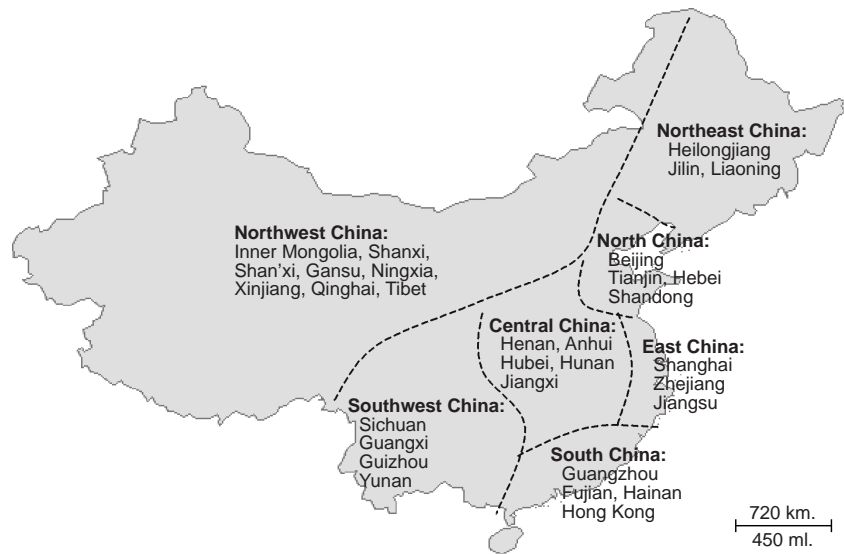 Northeast China:
Heilongjiang
Jilin, Liaoning
Northwest China:
Inner Mongolia, Shanxi,
Shan'xi, Gansu, Ningxia,
Xinjiang, Qinghai, Tibet
North China:
Beijing
Tianjin, Hebei
Shandong
Central China:
Henan, Anhui
Hubei, Hunan
Jiangxi
East China:
Shanghai
Zhejiang
Jiangsu
Southwest China:
Sichuan
Guangxi
Guizhou
Yunan
South China:
Guangzhou
Fujian, Hainan
Hong Kong
720 km.
450 ml.